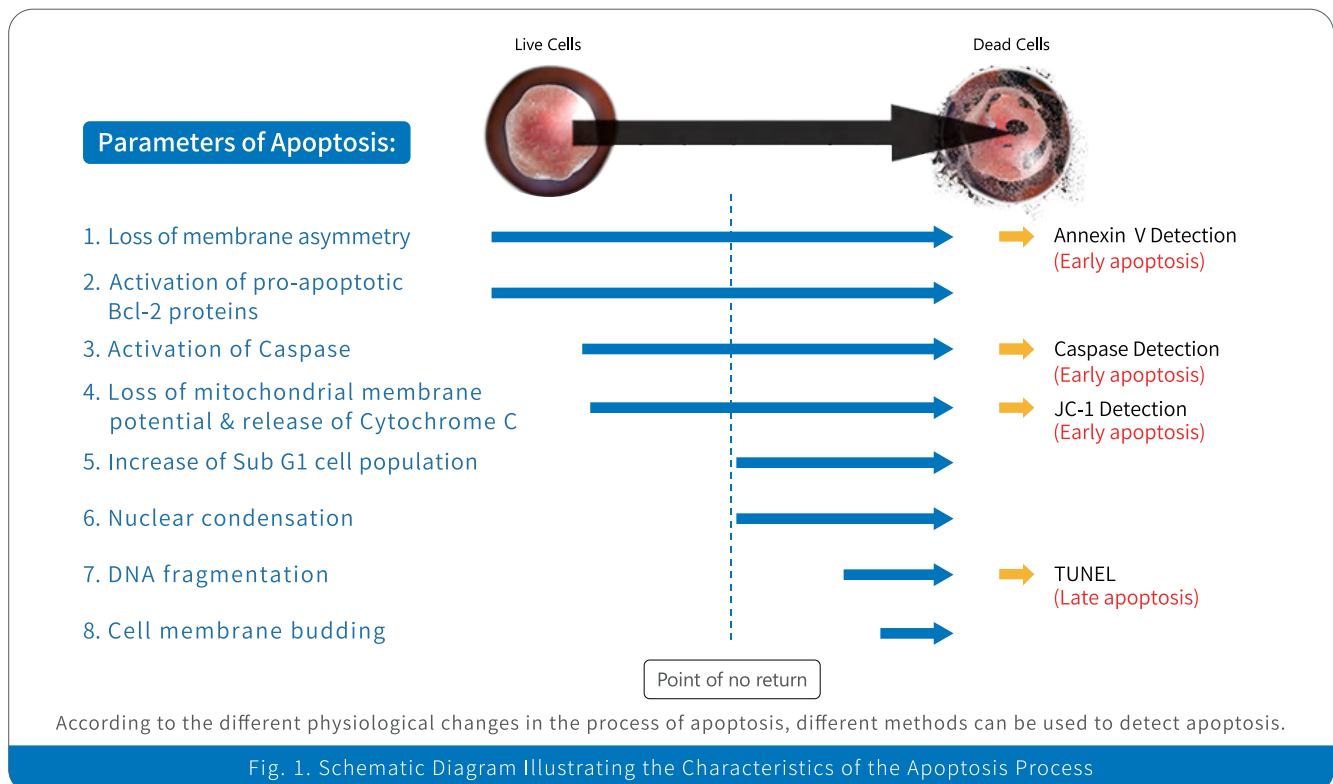 Live Cells
Dead Cells
Parameters of Apoptosis:
1. Loss of membrane asymmetry
Annexin V Detection
(Early apoptosis)
2. Activation of pro-apoptotic
Bcl-2 proteins
3. Activation of Caspase
Caspase Detection
(Early apoptosis)
4. Loss of mitochondrial membrane
potential & release of Cytochrome C
JC-1 Detection
(Early apoptosis)
5. Increase of Sub G1 cell population
6. Nuclear condensation
7. DNA fragmentation
TUNEL
(Late apoptosis)
8. Cell membrane budding
Point of no return
According to the different physiological changes in the process of apoptosis, different methods can be used to detect apoptosis.
Fig. 1. Schematic Diagram Illustrating the Characteristics of the Apoptosis Process